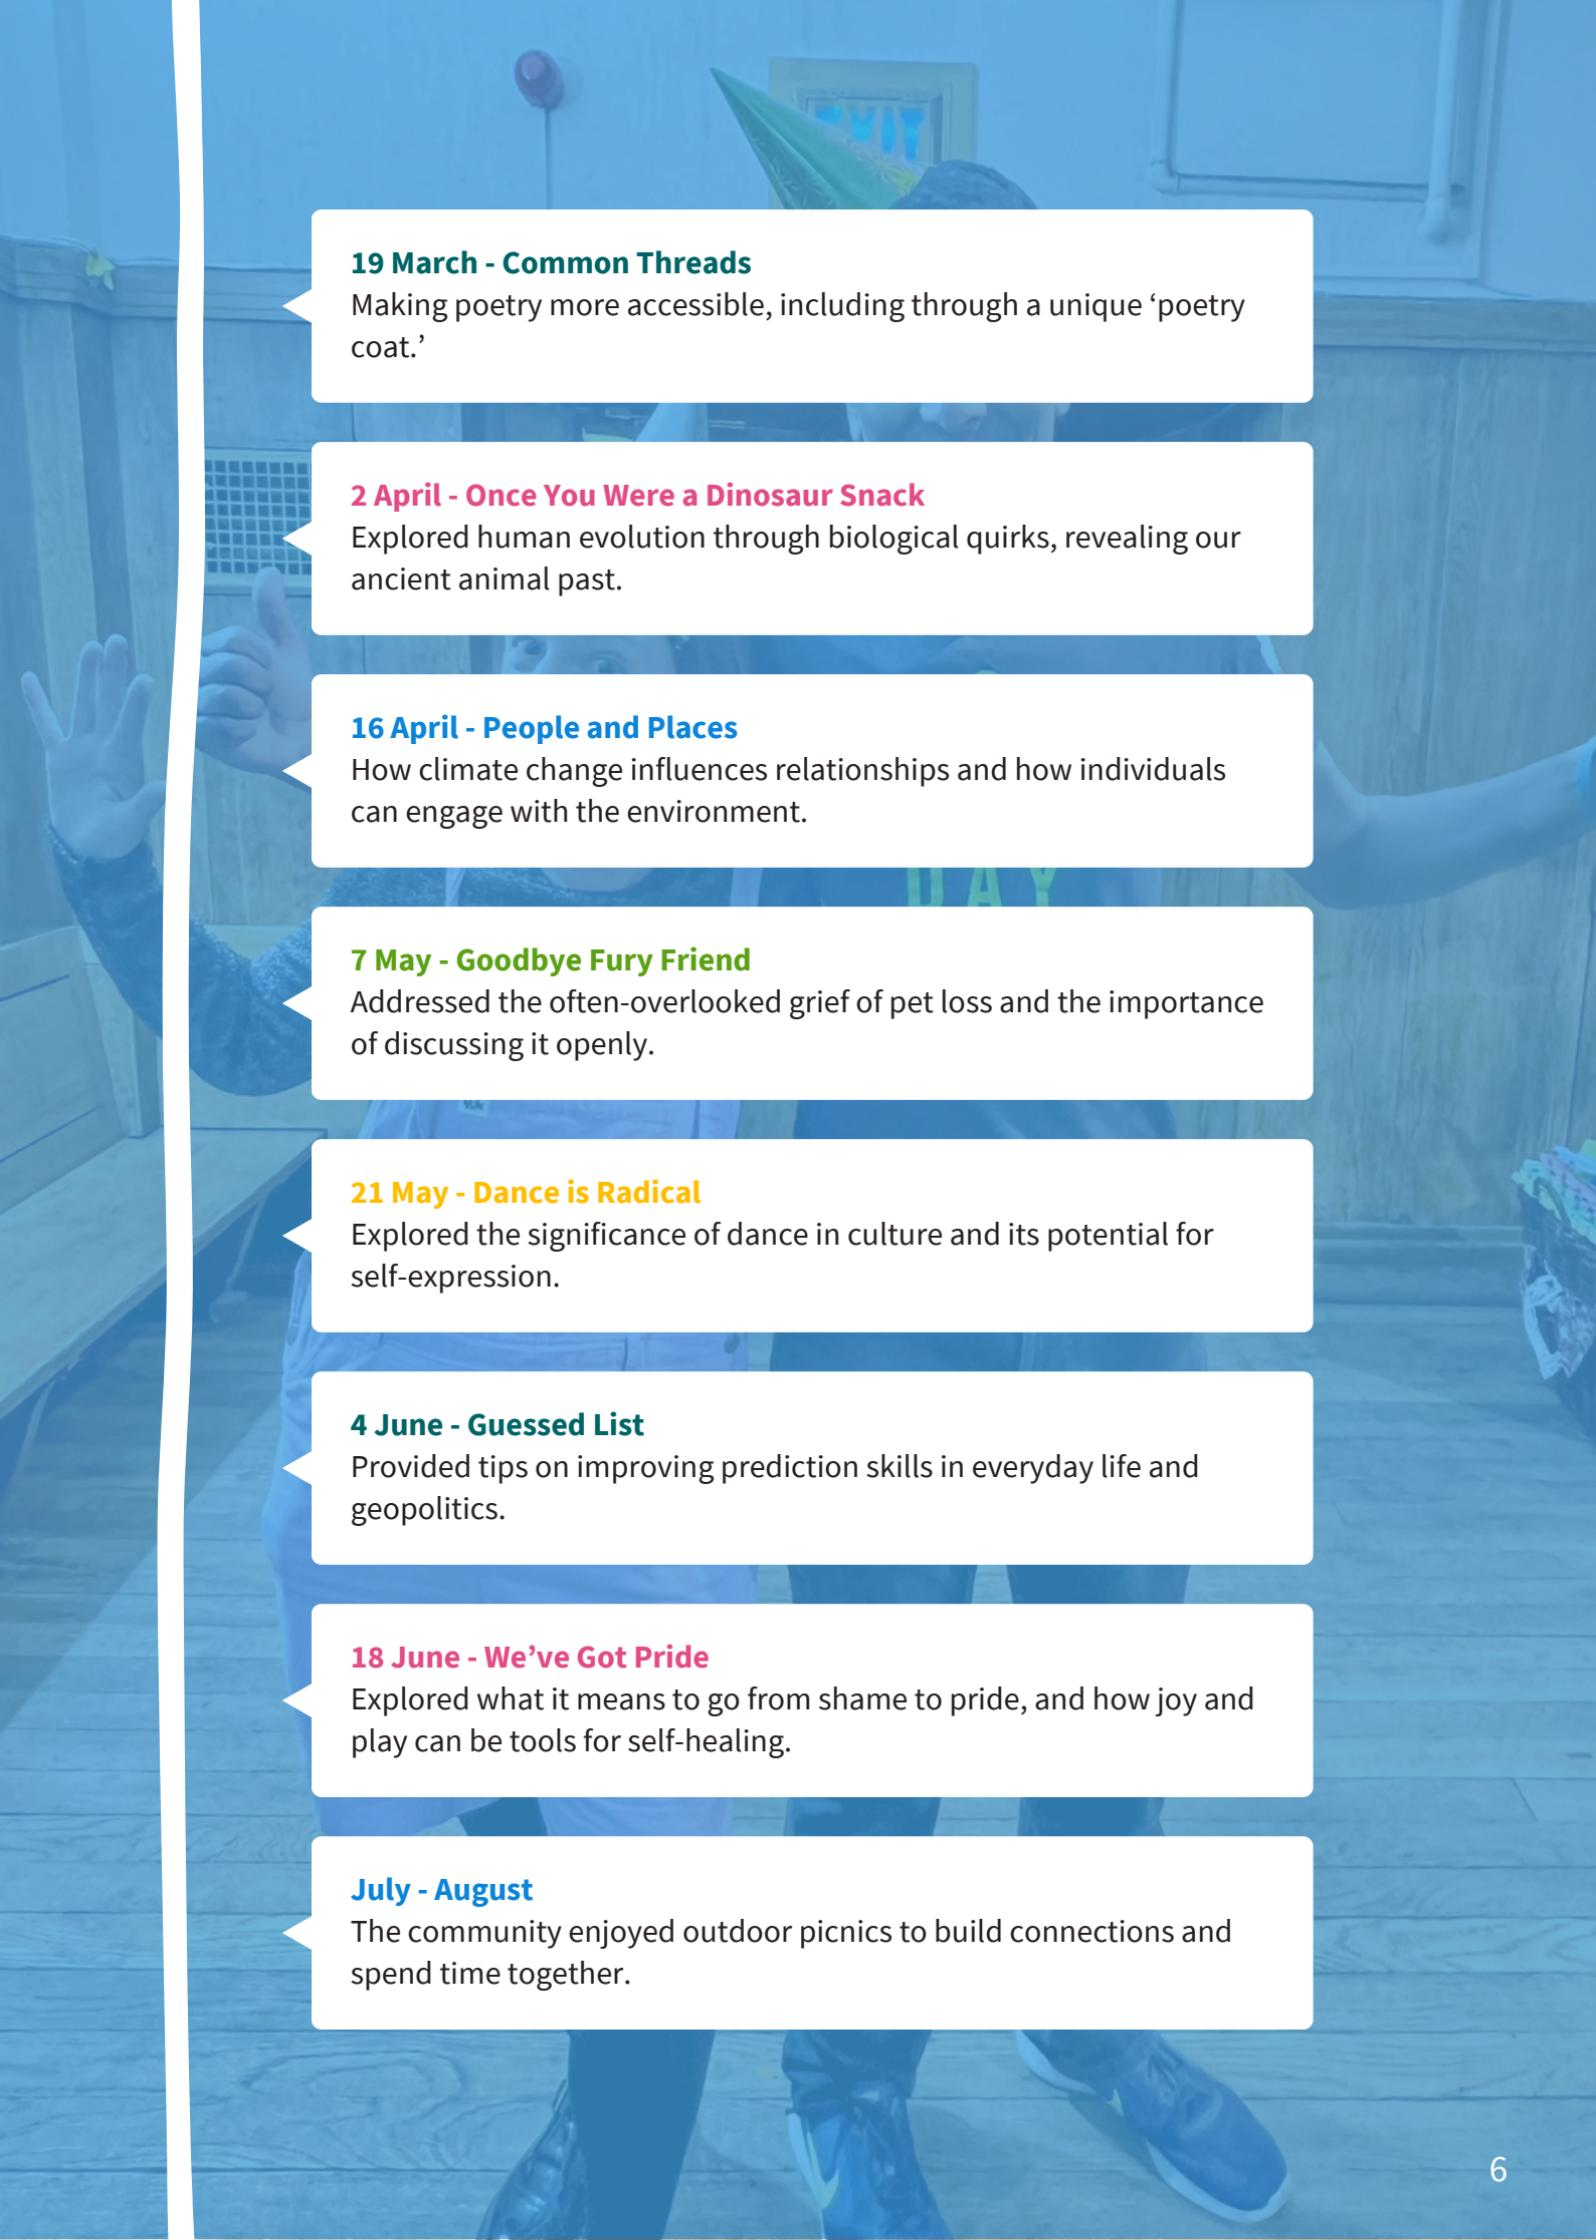 19 March - Common Threads
Making poetry more accessible, including through a unique ‘poetry
coat.’
2 April - Once You Were a Dinosaur Snack
Explored human evolution through biological quirks, revealing our
ancient animal past.
16 April - People and Places
How climate change influences relationships and how individuals
can engage with the environment.
DAY
7 May - Goodbye Fury Friend
Addressed the often-overlooked grief of pet loss and the importance
of discussing it openly.
21 May - Dance is Radical
Explored the significance of dance in culture and its potential for
self-expression.
4 June - Guessed List
Provided tips on improving prediction skills in everyday life and
geopolitics.
18 June - We’ve Got Pride
Explored what it means to go from shame to pride, and how joy and
play can be tools for self-healing.
July - August
The community enjoyed outdoor picnics to build connections and
spend time together.
6